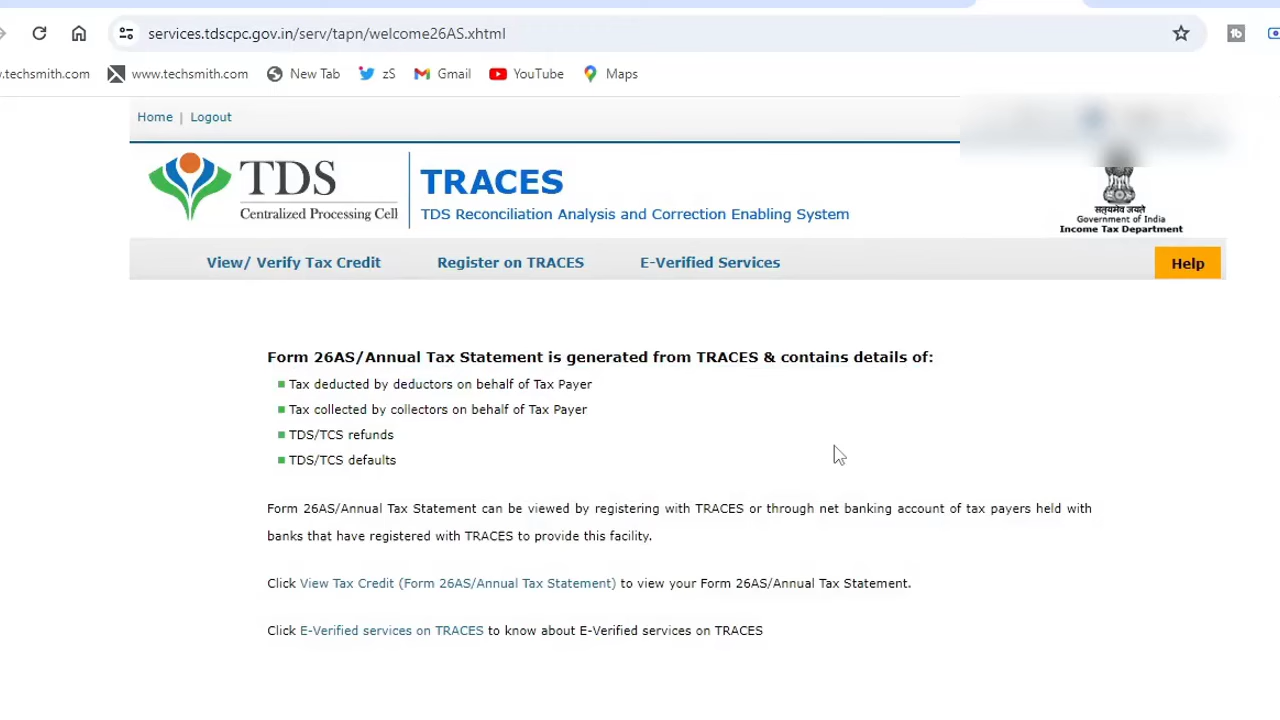 services.tdscpc.gov.in/serv/tapn/welcome26AS.xhtml
.techsmith.com www.techsmith.com New Tab zS Gmail YouTube Maps
Home | Logout
TDS
Centralized Processing Cell
TRACES
TDS Reconciliation Analysis and Correction Enabling System
सत्यमेव जयते
Government of India
Income Tax Department
View/ Verify Tax Credit Register on TRACES E-Verified Services Help
Form 26AS/Annual Tax Statement is generated from TRACES & contains details of:
Tax deducted by deductors on behalf of Tax Payer
Tax collected by collectors on behalf of Tax Payer
TDS/TCS refunds
TDS/TCS defaults
Form 26AS/Annual Tax Statement can be viewed by registering with TRACES or through net banking account of tax payers held with
banks that have registered with TRACES to provide this facility.
Click View Tax Credit (Form 26AS/Annual Tax Statement) to view your Form 26AS/Annual Tax Statement.
Click E-Verified services on TRACES to know about E-Verified services on TRACES